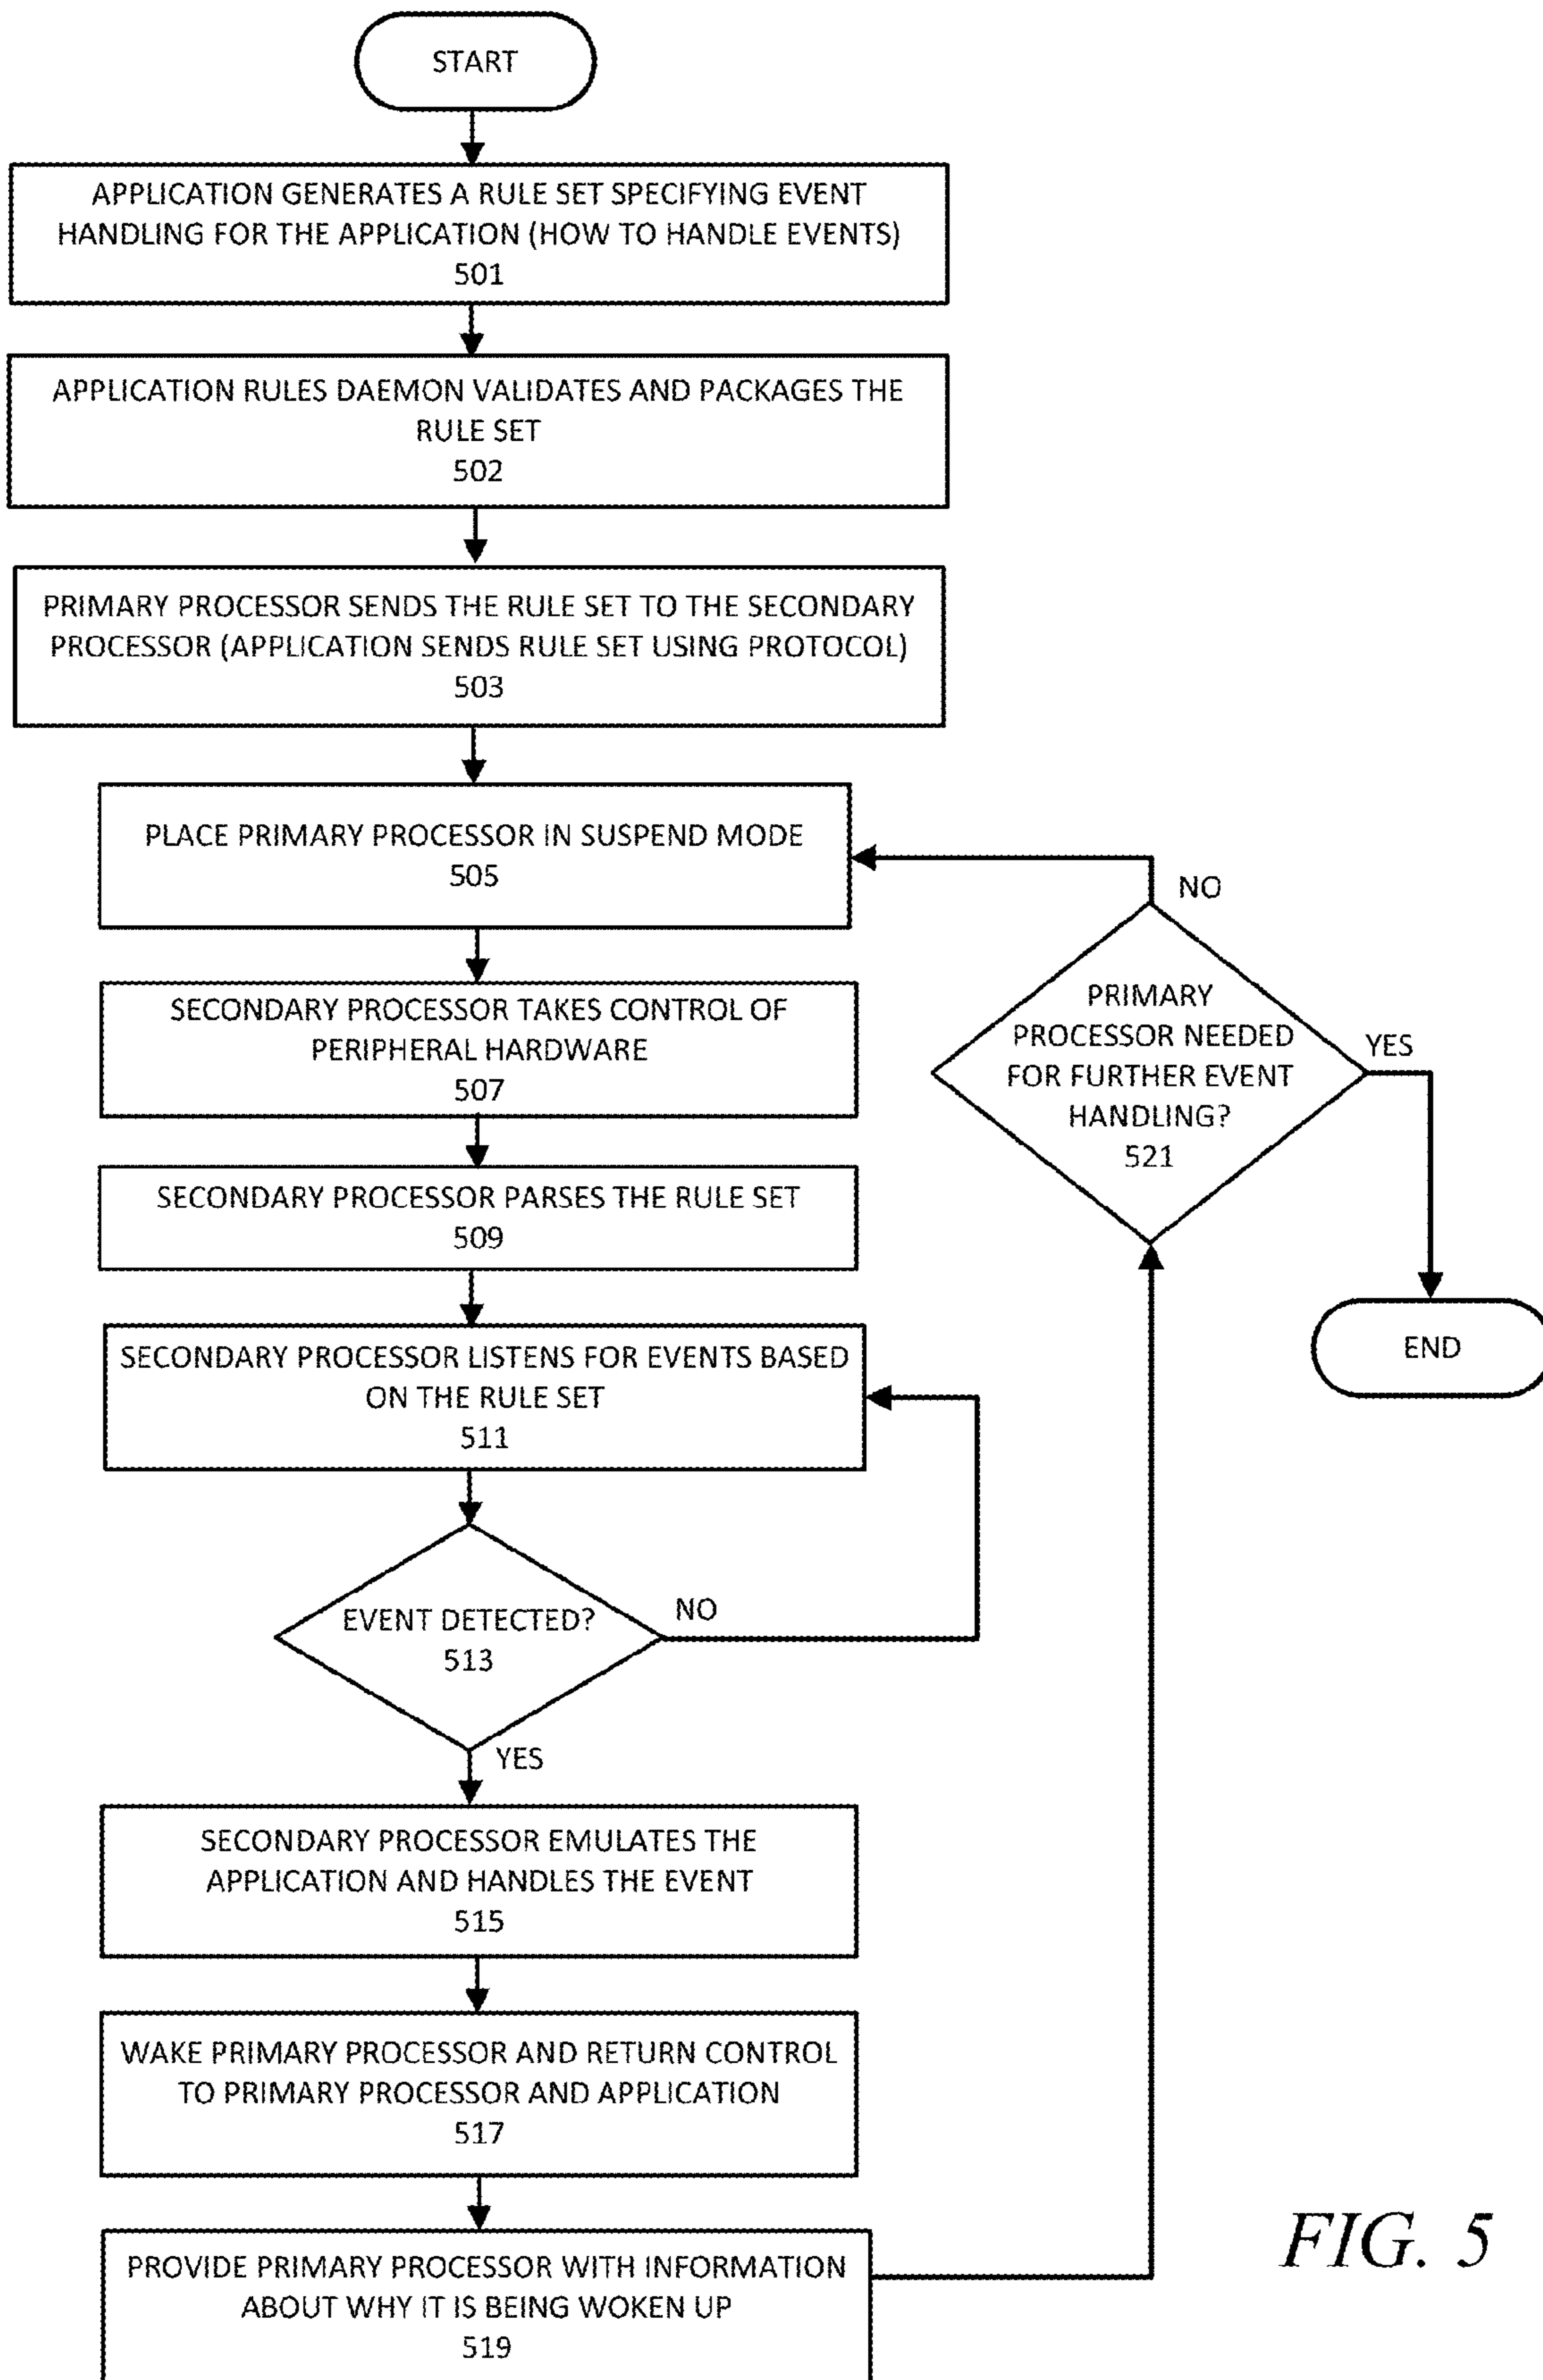 START
APPLICATION GENERATES A RULE SET SPECIFYING EVENT
HANDLING FOR THE APPLICATION (HOW TO HANDLE EVENTS)
501
APPLICATION RULES DAEMON VALIDATES AND PACKAGES THE
RULE SET
502
PRIMARY PROCESSOR SENDS THE RULE SET TO THE SECONDARY
PROCESSOR (APPLICATION SENDS RULE SET USING PROTOCOL)
503
PLACE PRIMARY PROCESSOR IN SUSPEND MODE
505
SECONDARY PROCESSOR TAKES CONTROL OF
PERIPHERAL HARDWARE
507
SECONDARY PROCESSOR PARSES THE RULE SET
509
SECONDARY PROCESSOR LISTENS FOR EVENTS BASED
ON THE RULE SET
511
EVENT DETECTED?
513
NO
YES
SECONDARY PROCESSOR EMULATES THE
APPLICATION AND HANDLES THE EVENT
515
WAKE PRIMARY PROCESSOR AND RETURN CONTROL
TO PRIMARY PROCESSOR AND APPLICATION
517
PROVIDE PRIMARY PROCESSOR WITH INFORMATION
ABOUT WHY IT IS BEING WOKEN UP
519
NO
PRIMARY
PROCESSOR NEEDED
FOR FURTHER EVENT
HANDLING?
521
YES
END
FIG. 5